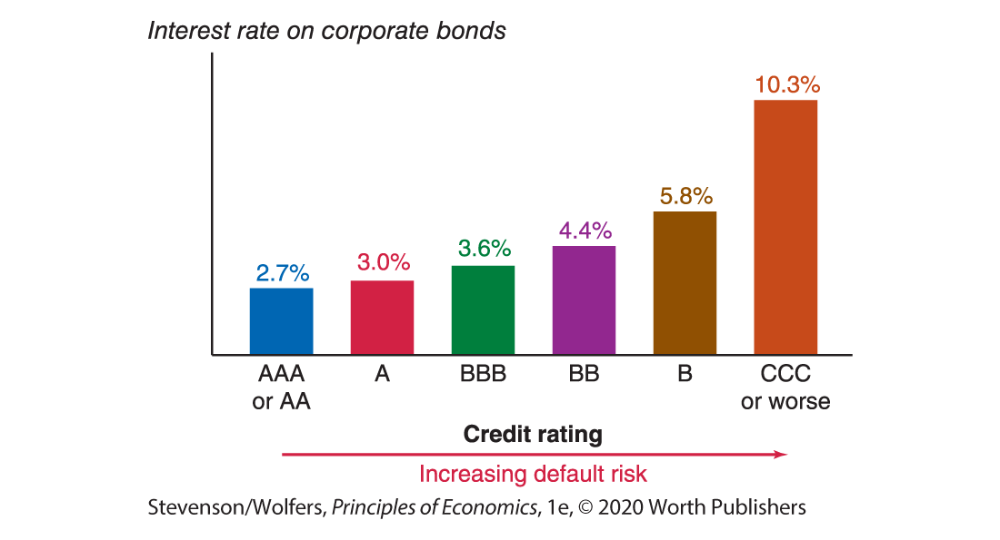 Interest rate on corporate bonds
10.3%
5.8%
4.4%
3.6%
3.0%
2.7%
AAA or AA
A
BBB
BB
B
CCC or worse
Credit rating
Increasing default risk
Stevenson/Wolfers, Principles of Economics, 1e, © 2020 Worth Publishers